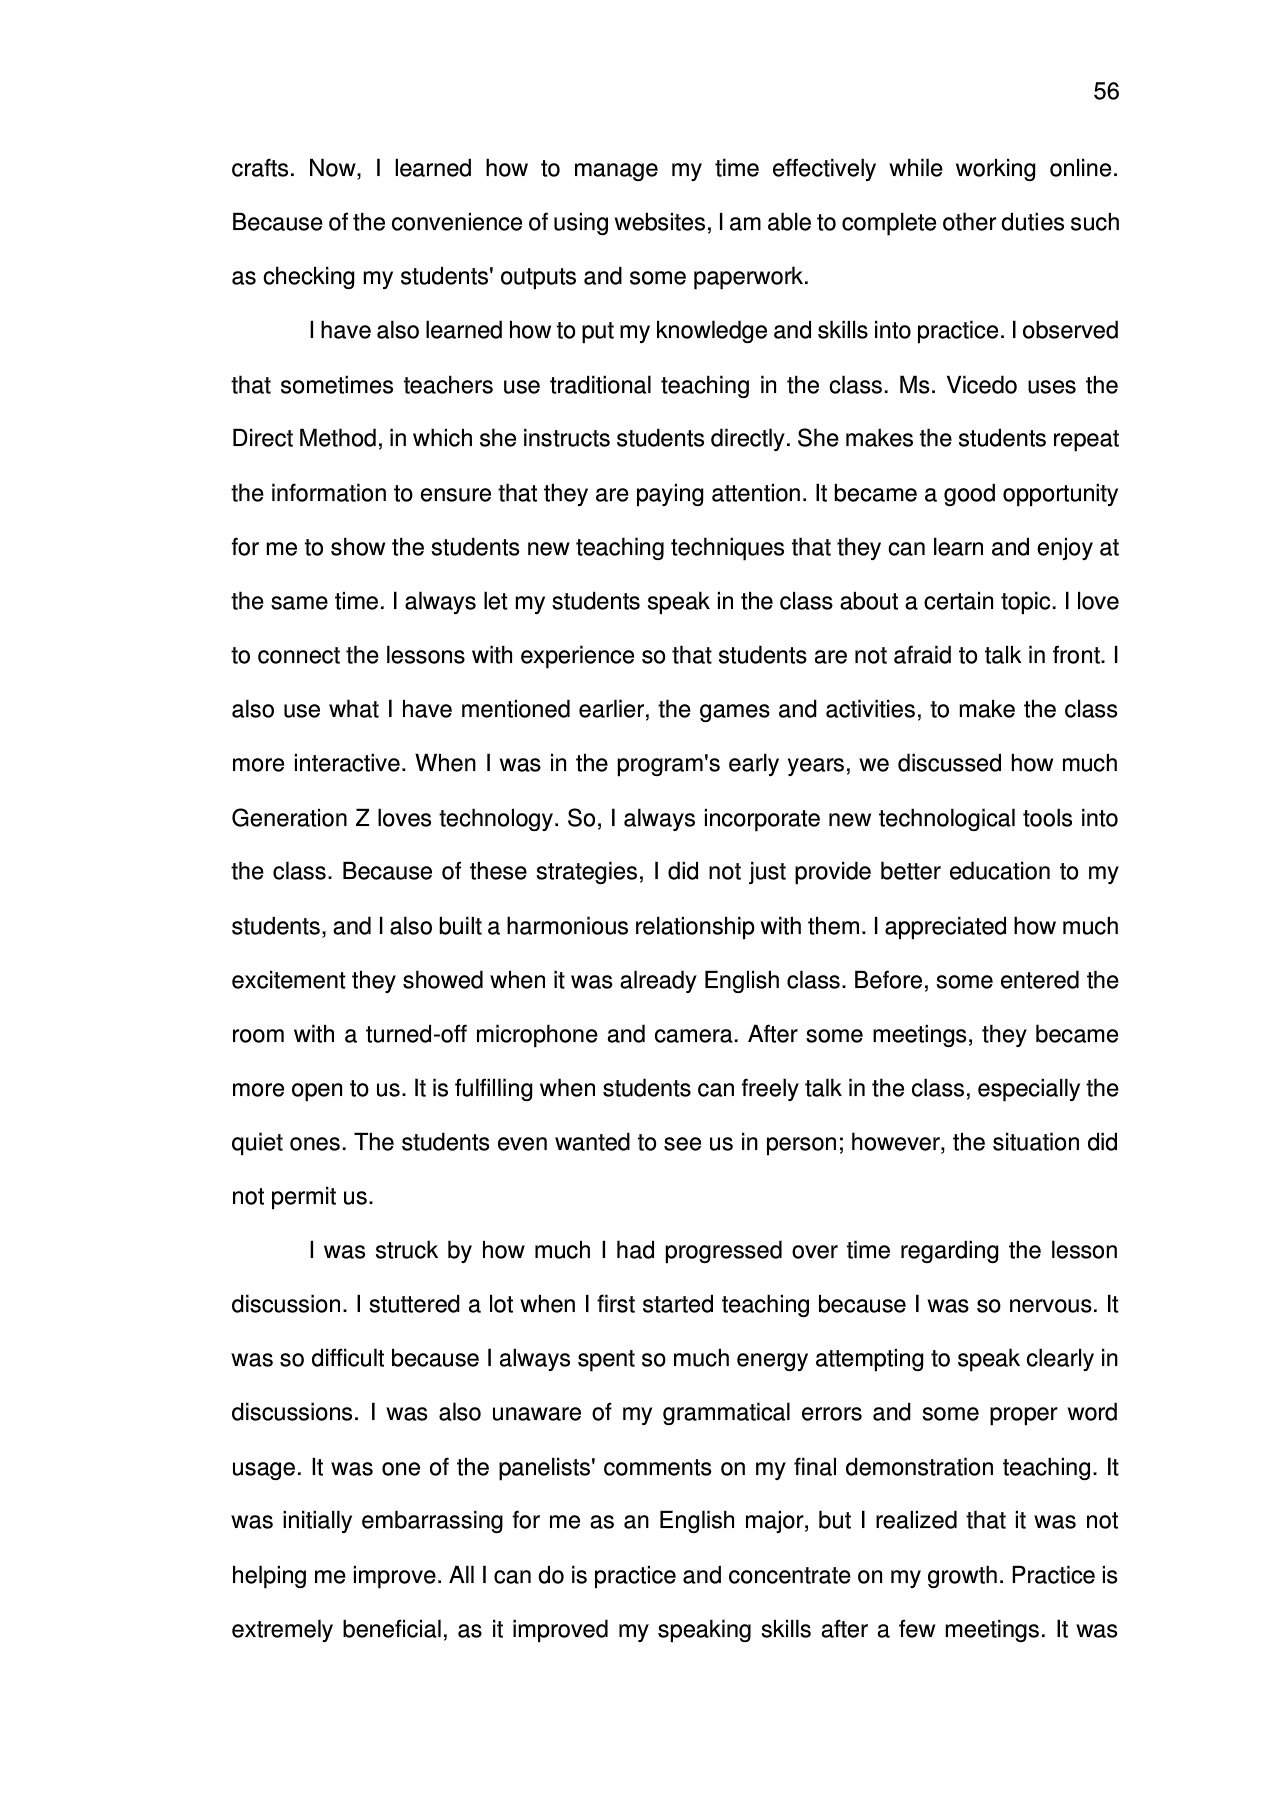 56
crafts. Now, I learned how to manage my time effectively while working online.
Because of the convenience of using websites, I am able to complete other duties such
as checking my students' outputs and some paperwork.
I have also learned how to put my knowledge and skills into practice. I observed
that sometimes teachers use traditional teaching in the class. Ms. Vicedo uses the
Direct Method, in which she instructs students directly. She makes the students repeat
the information to ensure that they are paying attention. It became a good opportunity
for me to show the students new teaching techniques that they can learn and enjoy at
the same time. I always let my students speak in the class about a certain topic. I love
to connect the lessons with experience so that students are not afraid to talk in front. I
also use what I have mentioned earlier, the games and activities, to make the class
more interactive. When I was in the program's early years, we discussed how much
Generation Z loves technology. So, I always incorporate new technological tools into
the class. Because of these strategies, I did not just provide better education to my
students, and I also built a harmonious relationship with them. I appreciated how much
excitement they showed when it was already English class. Before, some entered the
room with a turned-off microphone and camera. After some meetings, they became
more open to us. It is fulfilling when students can freely talk in the class, especially the
quiet ones. The students even wanted to see us in person; however, the situation did
not permit us.
I was struck by how much I had progressed over time regarding the lesson
discussion. I stuttered a lot when I first started teaching because I was so nervous. It
was so difficult because I always spent so much energy attempting to speak clearly in
discussions. I was also unaware of my grammatical errors and some proper word
usage. It was one of the panelists' comments on my final demonstration teaching. It
was initially embarrassing for me as an English major, but I realized that it was not
helping me improve. All I can do is practice and concentrate on my growth. Practice is
extremely beneficial, as it improved my speaking skills after a few meetings. It was